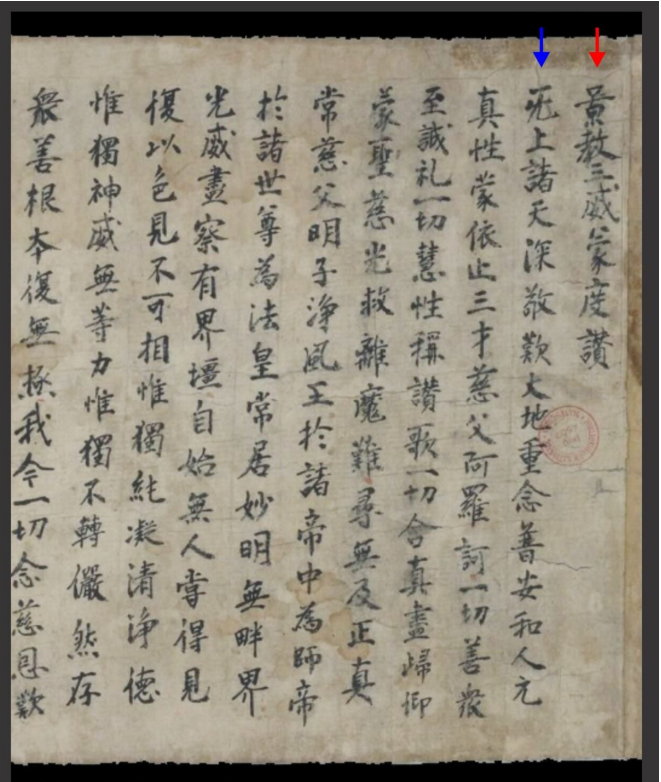 景教三威蒙度讚
无上諸天深敬歎大地重念普安和人元
真性蒙依止三才慈父阿羅訶一切善衆
至誠礼一切慧性稱讚歌一切含真盡歸仰
蒙聖慈光救離魔難尋無及正真
常慈父明子淨風王於諸帝中為師帝
於諸世尊為法皇常居妙明無畔界
光威盡察有界壃自始無人嘗得見
復以色見不可相惟獨純凝清淨德
惟獨神威無等力惟獨不轉儼然存
衆善根本復無極我今一切念慈恩歎